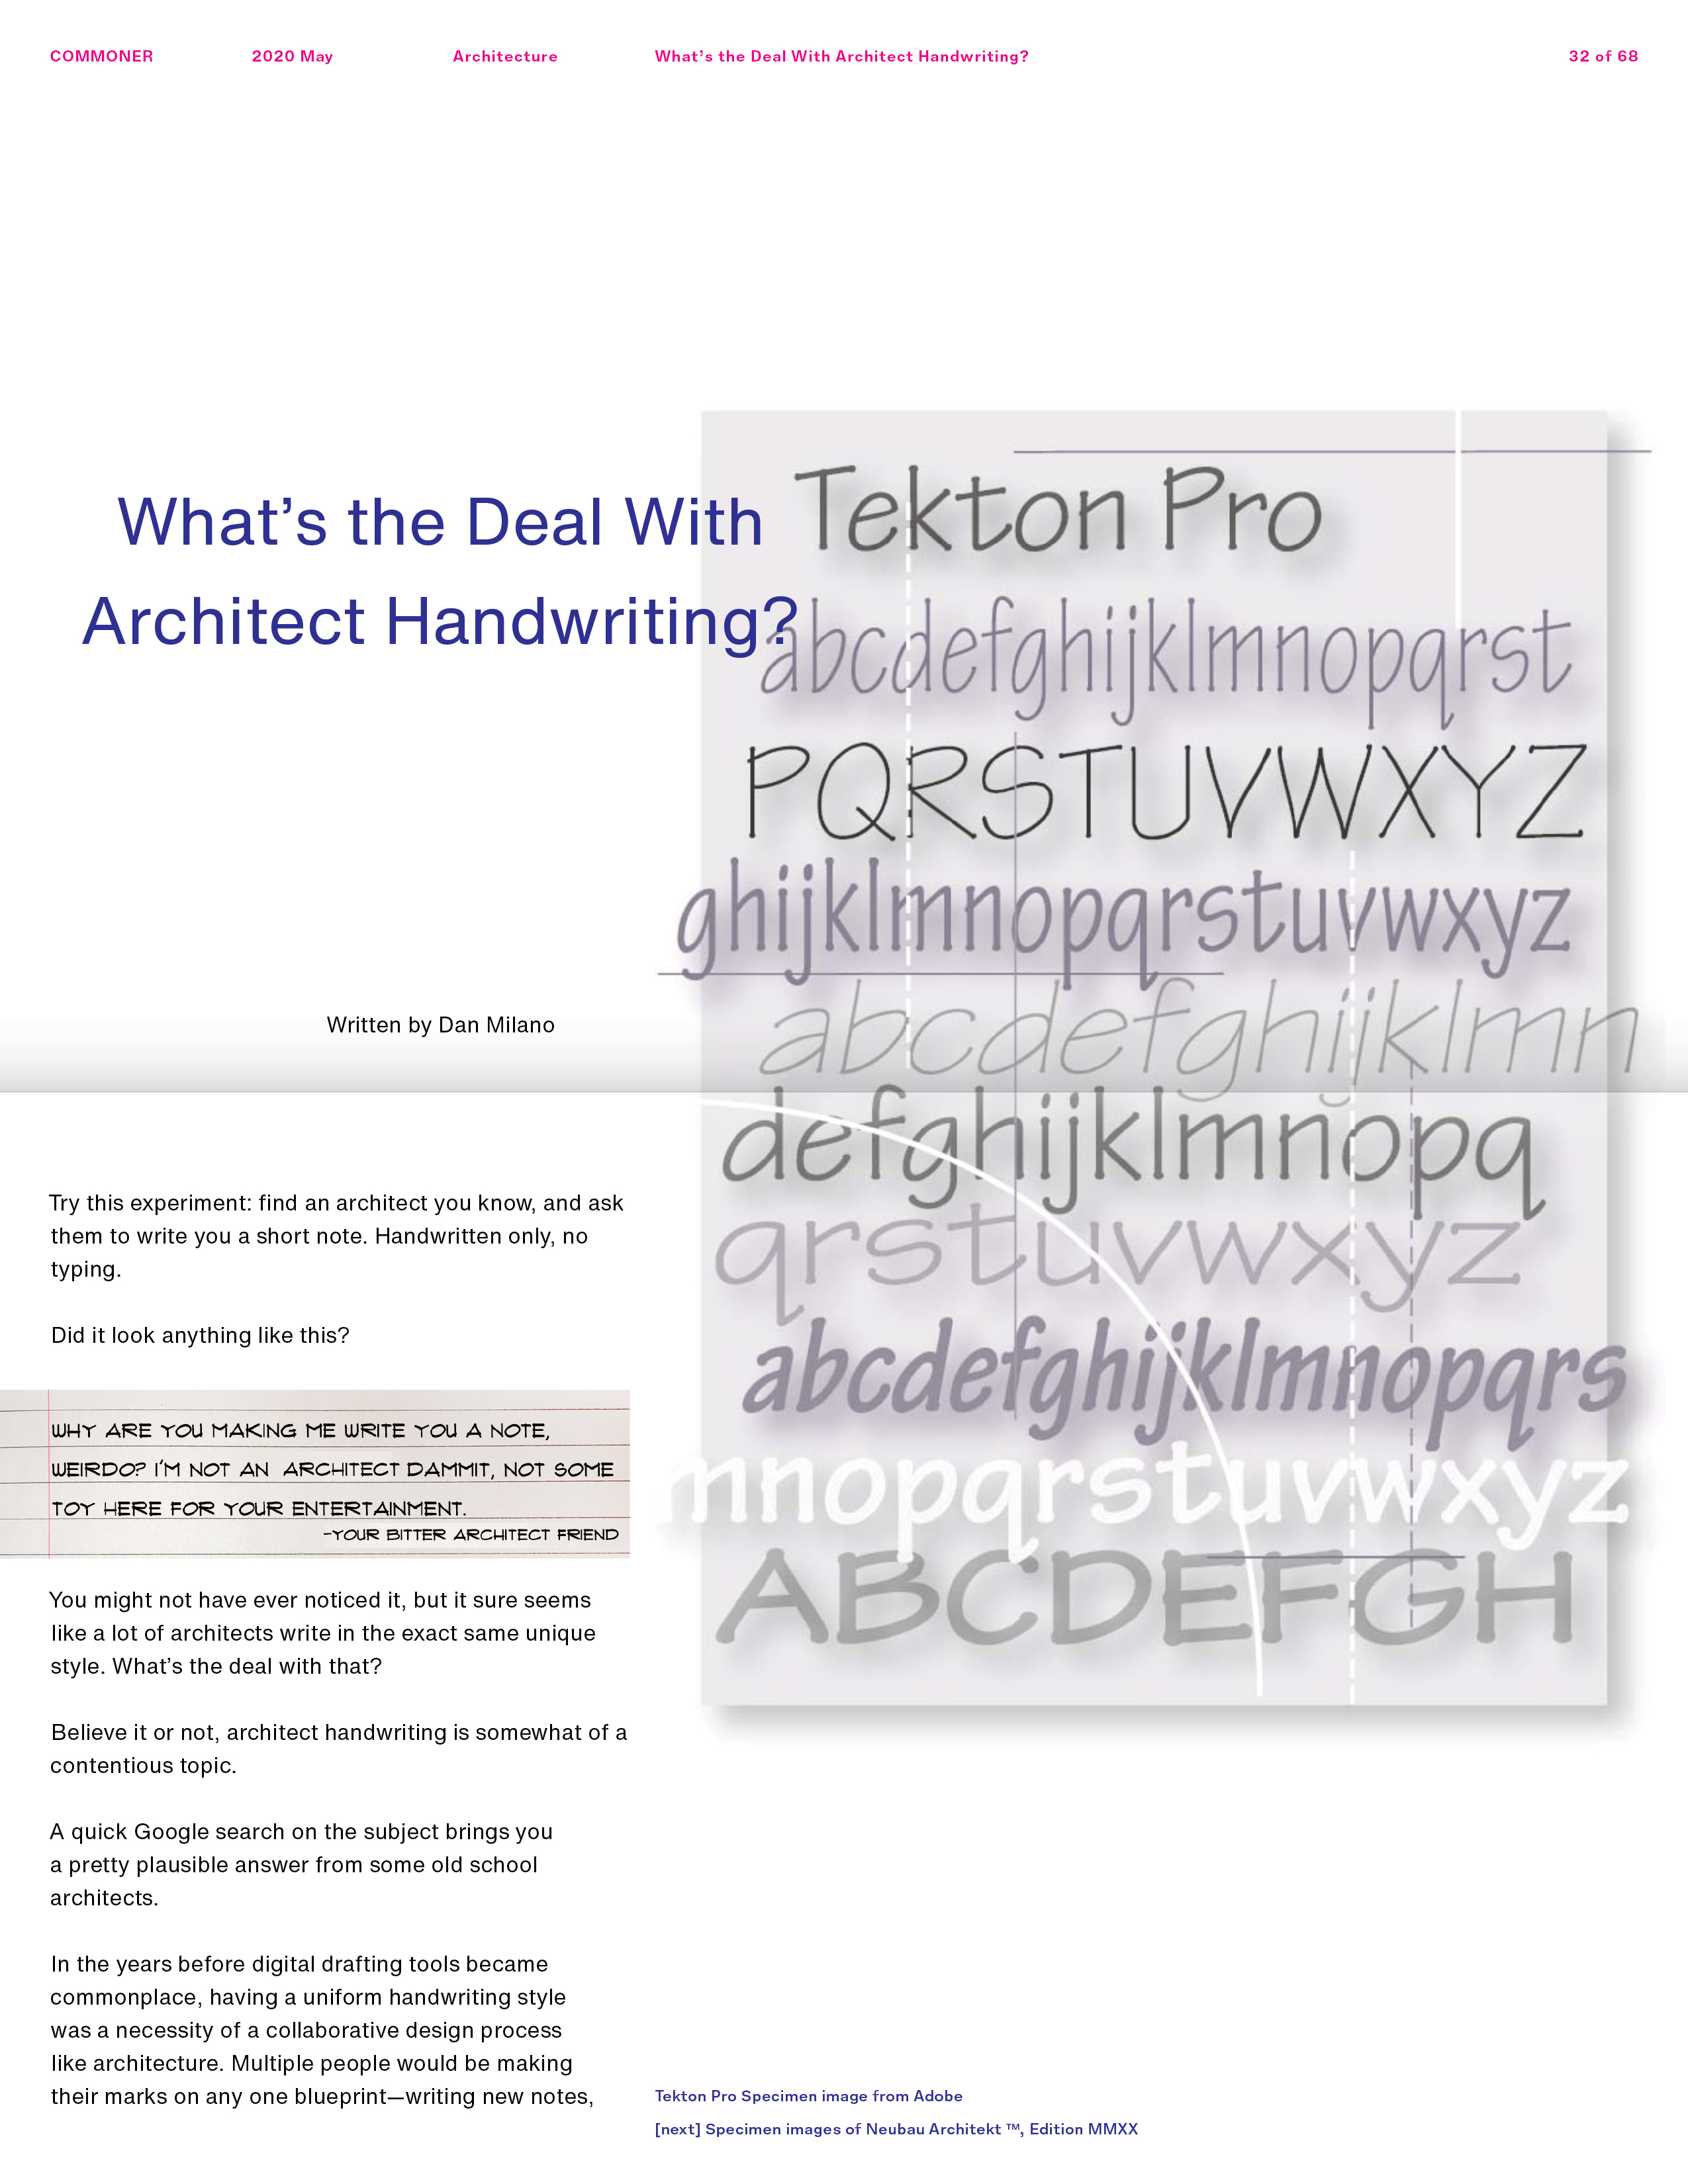 COMMONER 2020 May Architecture What's the Deal With Architect Handwriting? 32 of 68
What's the Deal With
Architect Handwriting?
Written by Dan Milano
Tekton Pro
abcdefghijklmnopqrst
PQRSTUVWXYZ
ghijklmnopqrstuvwxyz
abcdefghijklmn
defghijklmnopq
qrstuvwxyz
abcdefghijklmnopqrs
mnopqrstuvwxyz
ABCDEFGH
Try this experiment: find an architect you know, and ask
them to write you a short note. Handwritten only, no
typing.
Did it look anything like this?
WHY ARE YOU MAKING ME WRITE YOU A NOTE,
WEIRDO? I'M NOT AN ARCHITECT DAMMIT, NOT SOME
TOY HERE FOR YOUR ENTERTAINMENT.
-YOUR BITTER ARCHITECT FRIEND
You might not have ever noticed it, but it sure seems
like a lot of architects write in the exact same unique
style. What's the deal with that?
Believe it or not, architect handwriting is somewhat of a
contentious topic.
A quick Google search on the subject brings you
a pretty plausible answer from some old school
architects.
In the years before digital drafting tools became
commonplace, having a uniform handwriting style
was a necessity of a collaborative design process
like architecture. Multiple people would be making
their marks on any one blueprint—writing new notes,
Tekton Pro Specimen image from Adobe
[next] Specimen images of Neubau Architekt ™, Edition MMXX